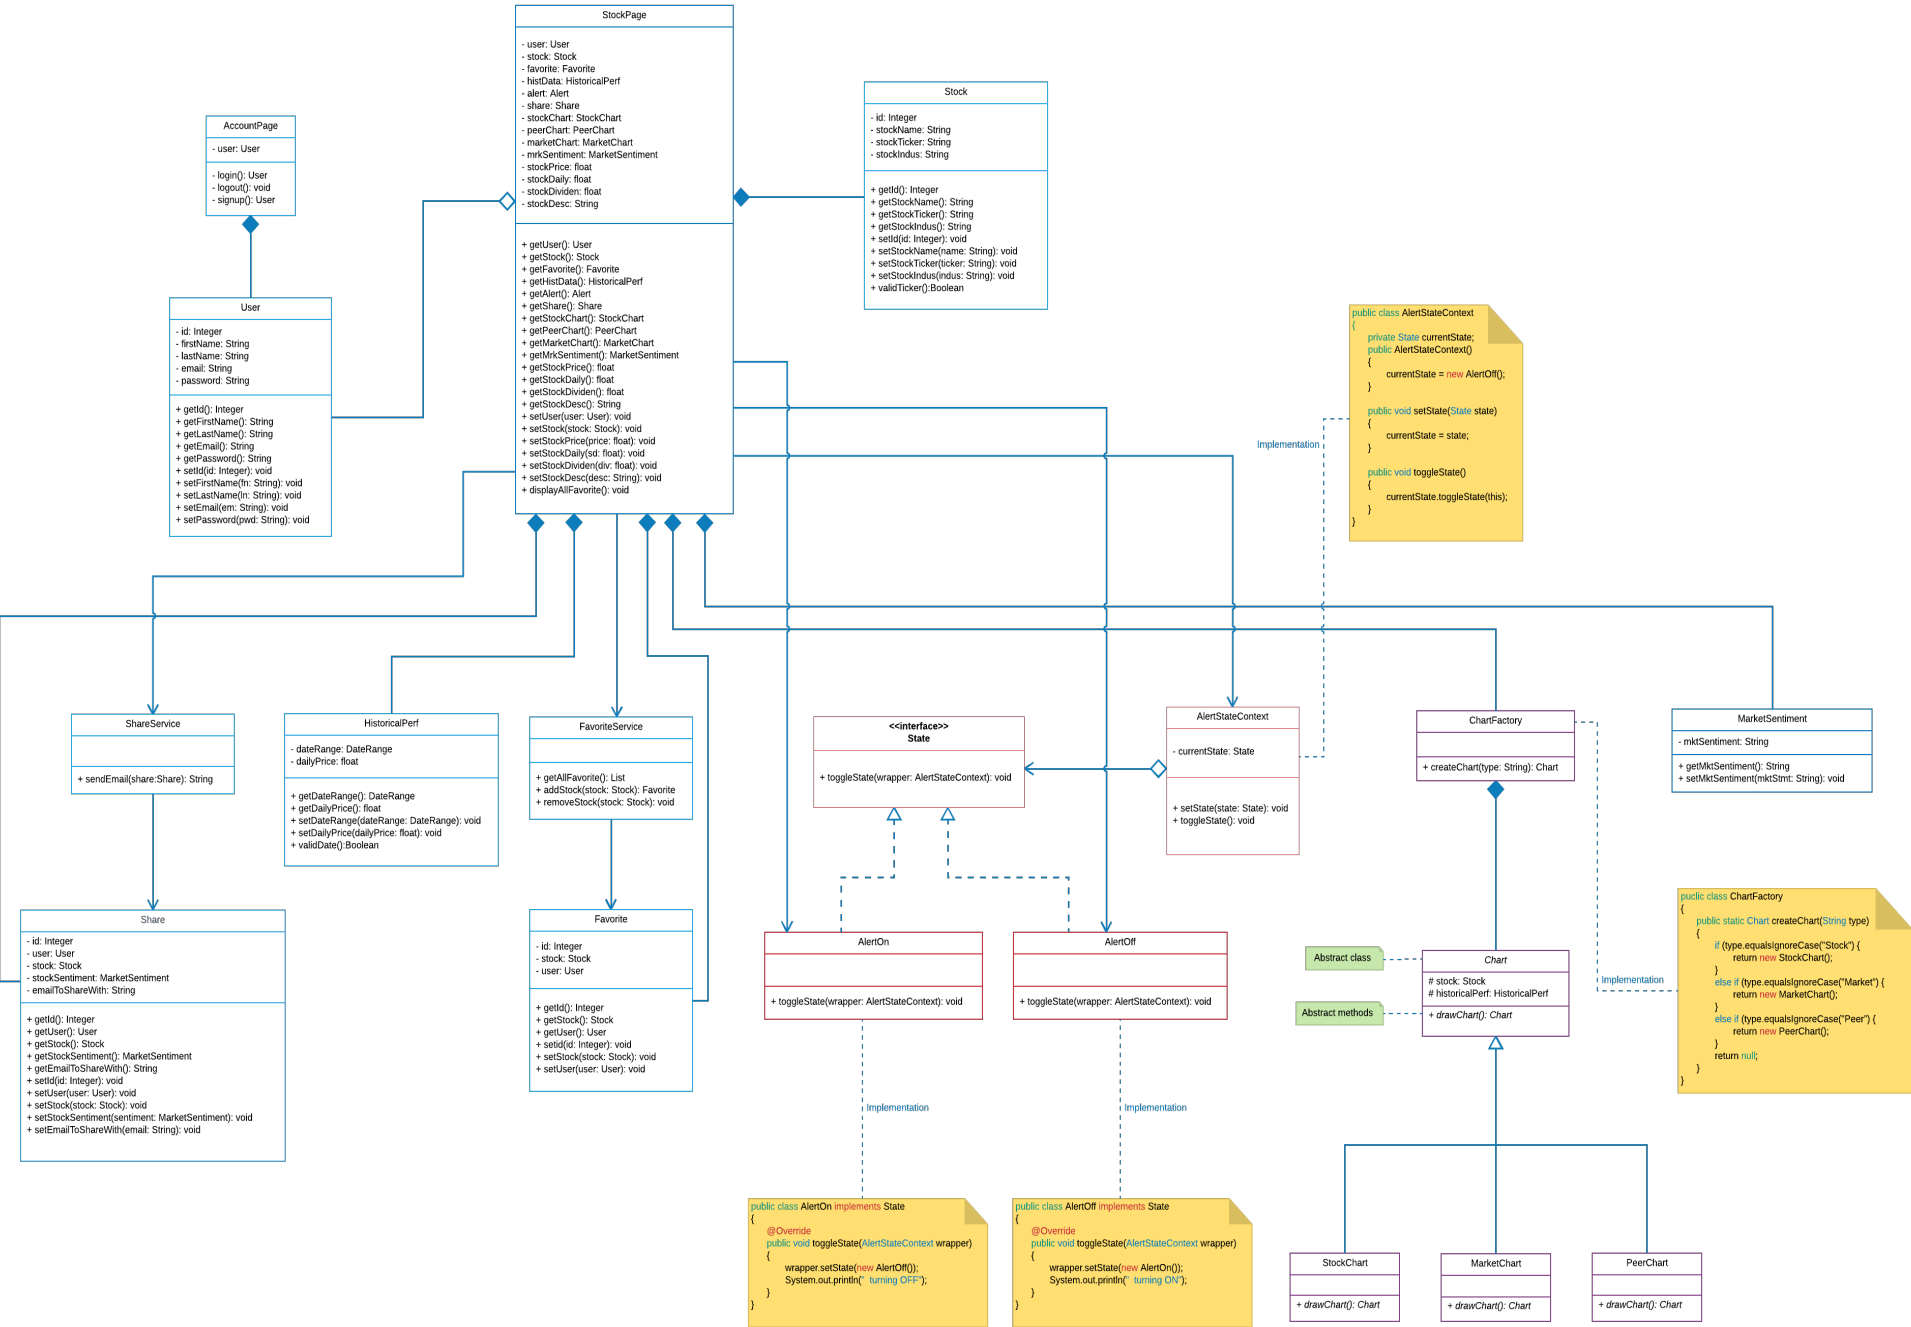 StockPage
- user: User
- stock: Stock
- favorite: Favorite
- histData: HistoricalPerf
- alert: Alert
- share: Share
- stockChart: StockChart
- peerChart: PeerChart
- marketChart: MarketChart
- mrkSentiment: MarketSentiment
- stockPrice: float
- stockDaily: float
- stockDividen: float
- stockDesc: String
+ getUser(): User
+ getStock(): Stock
+ getFavorite(): Favorite
+ getHistData(): HistoricalPerf
+ getAlert(): Alert
+ getShare(): Share
+ getStockChart(): StockChart
+ getPeerChart(): PeerChart
+ getMarketChart(): MarketChart
+ getMrkSentiment(): MarketSentiment
+ getStockPrice(): float
+ getStockDaily(): float
+ getStockDividen(): float
+ getStockDesc(): String
+ setUser(user: User): void
+ setStock(stock: Stock): void
+ setStockPrice(price: float): void
+ setStockDaily(sd: float): void
+ setStockDividen(div: float): void
+ setStockDesc(desc: String): void
+ displayAllFavorite(): void
Stock
- id: Integer
- stockName: String
- stockTicker: String
- stockIndus: String
+ getId(): Integer
+ getStockName(): String
+ getStockTicker(): String
+ getStockIndus(): String
+ setId(id: Integer): void
+ setStockName(name: String): void
+ setStockTicker(ticker: String): void
+ setStockIndus(indus: String): void
+ validTicker():Boolean
AccountPage
- user: User
- login(): User
- logout(): void
- signup(): User
User
- id: Integer
- firstName: String
- lastName: String
- email: String
- password: String
+ getId(): Integer
+ getFirstName(): String
+ getLastName(): String
+ getEmail(): String
+ getPassword(): String
+ setId(id: Integer): void
+ setFirstName(fn: String): void
+ setLastName(ln: String): void
+ setEmail(em: String): void
+ setPassword(pwd: String): void
public class AlertStateContext
{
private State currentState;
public AlertStateContext()
{
currentState = new AlertOff();
}
public void setState(State state)
{
currentState = state;
}
public void toggleState()
{
currentState.toggleState(this);
}
}
Implementation
ShareService
+ sendEmail(share:Share): String
HistoricalPerf
- dateRange: DateRange
- dailyPrice: float
+ getDateRange(): DateRange
+ getDailyPrice(): float
+ setDateRange(dateRange: DateRange): void
+ setDailyPrice(dailyPrice: float): void
+ validDate():Boolean
FavoriteService
+ getAllFavorite(): List
+ addStock(stock: Stock): Favorite
+ removeStock(stock: Stock): void
<<interface>>
State
+ toggleState(wrapper: AlertStateContext): void
AlertStateContext
- currentState: State
+ setState(state: State): void
+ toggleState(): void
ChartFactory
+ createChart(type: String): Chart
MarketSentiment
- mktSentiment: String
+ getMktSentiment(): String
+ setMktSentiment(mktStmt: String): void
Share
- id: Integer
- user: User
- stock: Stock
- stockSentiment: MarketSentiment
- emailToShareWith: String
+ getId(): Integer
+ getUser(): User
+ getStock(): Stock
+ getStockSentiment(): MarketSentiment
+ getEmailToShareWith(): String
+ setId(id: Integer): void
+ setUser(user: User): void
+ setStock(stock: Stock): void
+ setStockSentiment(sentiment: MarketSentiment): void
+ setEmailToShareWith(email: String): void
Favorite
- id: Integer
- stock: Stock
- user: User
+ getId(): Integer
+ getStock(): Stock
+ getUser(): User
+ setid(id: Integer): void
+ setStock(stock: Stock): void
+ setUser(user: User): void
AlertOn
+ toggleState(wrapper: AlertStateContext): void
AlertOff
+ toggleState(wrapper: AlertStateContext): void
Abstract class
Abstract methods
Chart
# stock: Stock
# historicalPerf: HistoricalPerf
+ drawChart(): Chart
Implementation
puclic class ChartFactory
{
public static Chart createChart(String type)
{
if (type.equalsIgnoreCase("Stock") {
return new StockChart();
}
else if (type.equalsIgnoreCase("Market") {
return new MarketChart();
}
else if (type.equalsIgnoreCase("Peer") {
return new PeerChart();
}
return null;
}
}
Implementation
Implementation
public class AlertOn implements State
{
@Override
public void toggleState(AlertStateContext wrapper)
{
wrapper.setState(new AlertOff());
System.out.println("  turning OFF");
}
}
public class AlertOff implements State
{
@Override
public void toggleState(AlertStateContext wrapper)
{
wrapper.setState(new AlertOn());
System.out.println("  turning ON");
}
}
StockChart
+ drawChart(): Chart
MarketChart
+ drawChart(): Chart
PeerChart
+ drawChart(): Chart